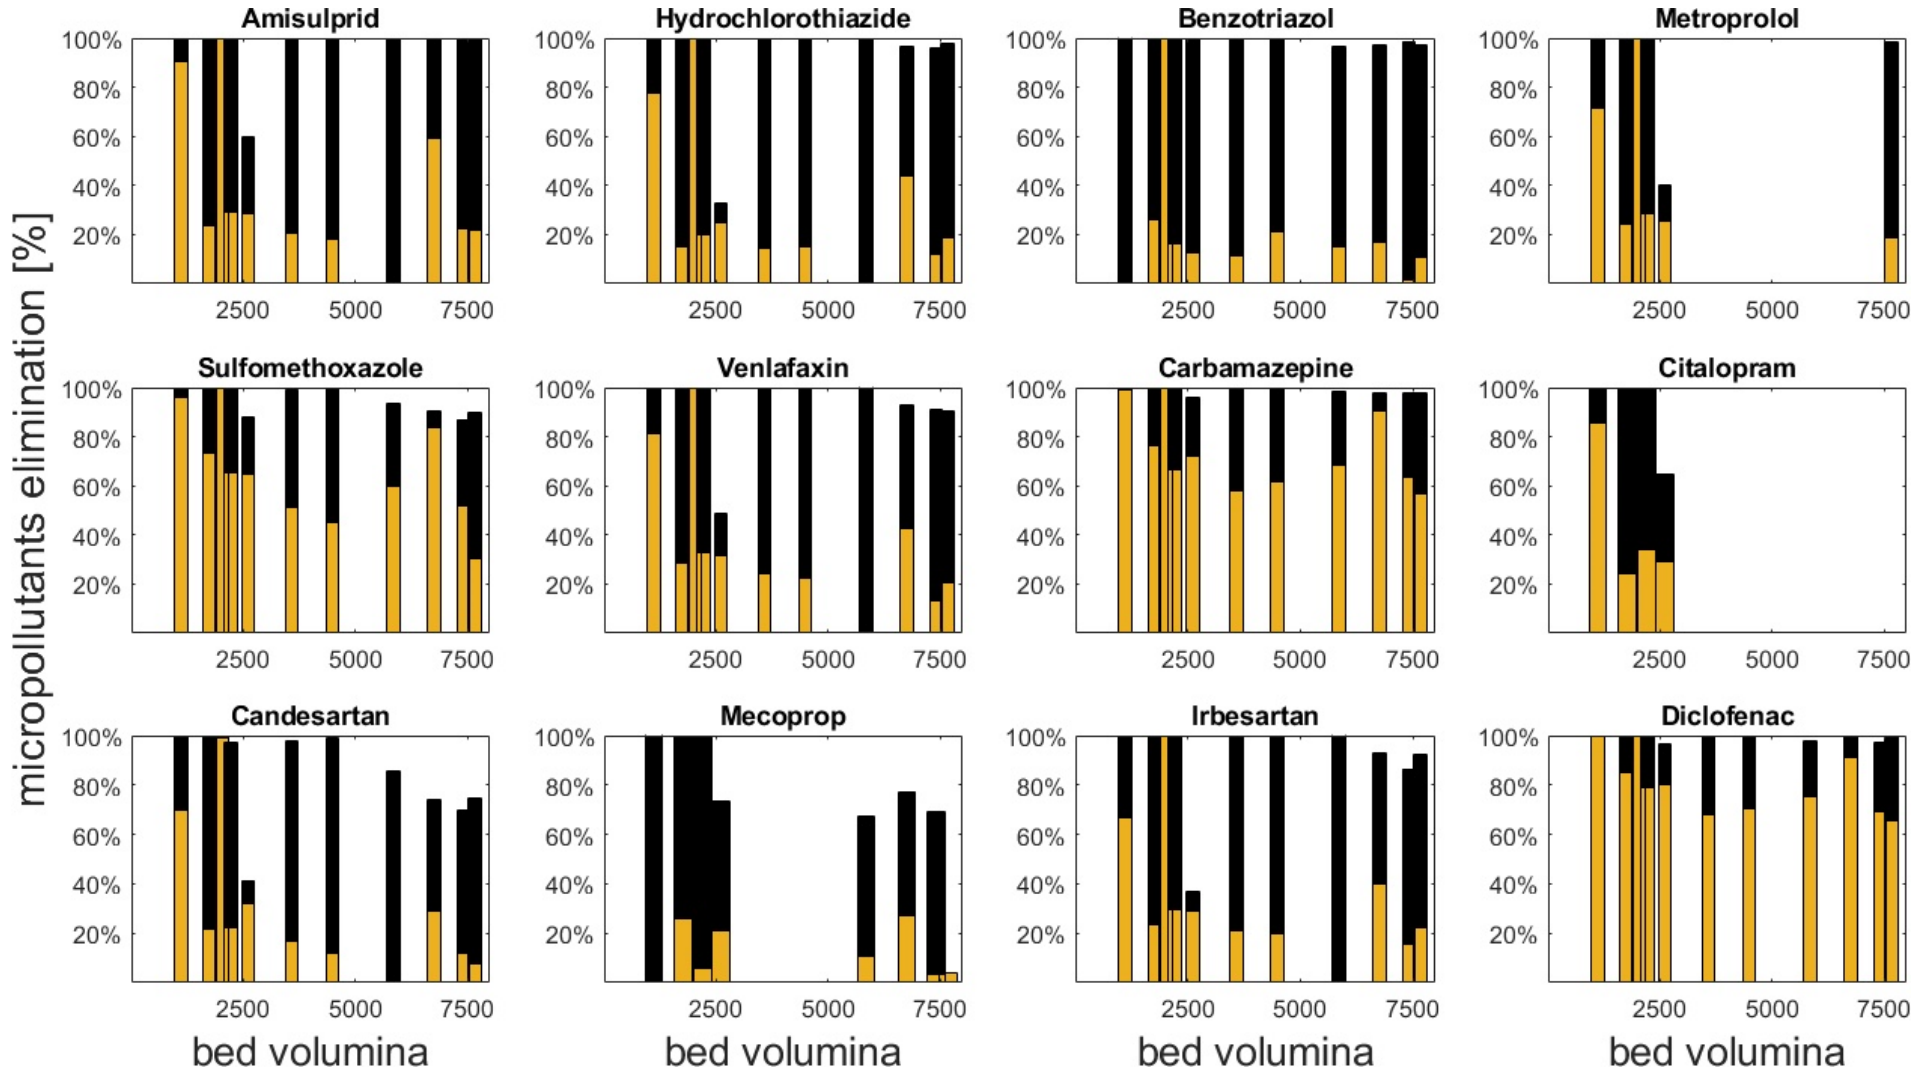 microprollutants elimination [%]
Amisulprid
100%
80%
60%
40%
20%
2500 5000 7500
Hydrochlorothiazide
100%
80%
60%
40%
20%
2500 5000 7500
Benzotriazol
100%
80%
60%
40%
20%
2500 5000 7500
Metroprolol
100%
80%
60%
40%
20%
2500 5000 7500
Sulfomethoxazole
100%
80%
60%
40%
20%
2500 5000 7500
Venlafaxin
100%
80%
60%
40%
20%
2500 5000 7500
Carbamazepine
100%
80%
60%
40%
20%
2500 5000 7500
Citalopram
100%
80%
60%
40%
20%
2500 5000 7500
Candesartan
100%
80%
60%
40%
20%
2500 5000 7500
bed volumina
Mecoprop
100%
80%
60%
40%
20%
2500 5000 7500
bed volumina
Irbesartan
100%
80%
60%
40%
20%
2500 5000 7500
bed volumina
Diclofenac
100%
80%
60%
40%
20%
2500 5000 7500
bed volumina